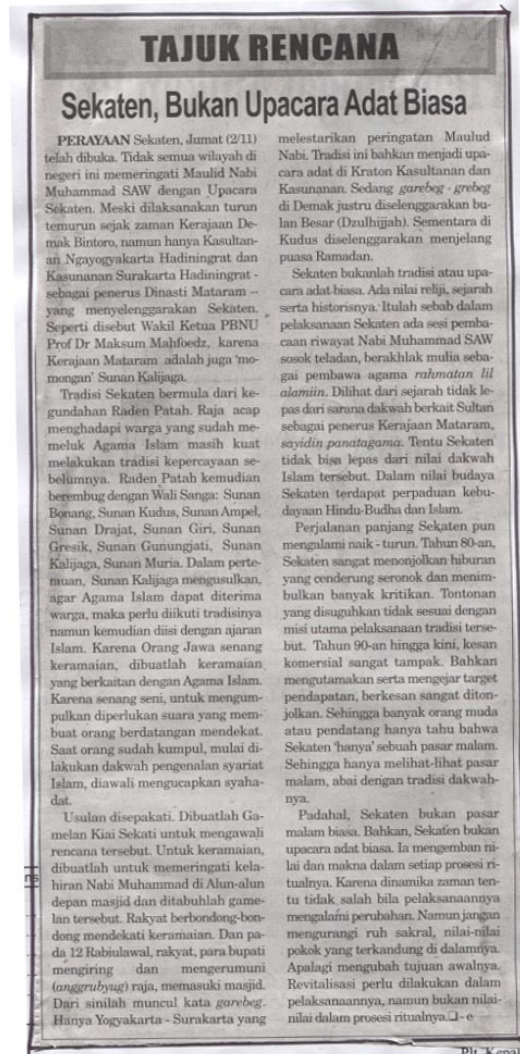 TAJUK RENCANA
Sekaten, Bukan Upacara Adat Biasa
PERAYAAN Sekaten, Jumat (2/11)
telah dibuka. Tidak semua wilayah di
negeri ini memeringati Maulid Nabi
Muhammad SAW dengan Upacara
Sekaten. Meski dilaksanakan turun
temurun sejak zaman Kerajaan De-
mak Bintoro, namun hanya Kasultan-
an Ngayogyakarta Hadiningrat dan
Kasunanan Surakarta Hadiningrat -
sebagai penerus Dinasti Mataram --
yang menyelenggarakan Sekaten.
Seperti disebut Wakil Ketua PBNU
Prof Dr Maksum Mahfoedz, karena
Kerajaan Mataram adalah juga 'mo-
mongan' Sunan Kalijaga.
Tradisi Sekaten bermula dari ke-
gundahan Raden Patah. Raja acap
menghadapi warga yang sudah me-
meluk Agama Islam masih kuat
melakukan tradisi kepercayaan se-
belumnya. Raden Patah kemudian
berembug dengan Wali Sanga: Sunan
Bonang, Sunan Kudus, Sunan Ampel,
Sunan Drajat, Sunan Giri, Sunan
Gresik, Sunan Gunungjati, Sunan
Kalijaga, Sunan Muria. Dalam perte-
muan, Sunan Kalijaga mengusulkan,
agar Agama Islam dapat diterima
warga, maka perlu diikuti tradisinya
namun kemudian diisi dengan ajaran
Islam. Karena Orang Jawa senang
keramaian, dibuatlah keramaian
yang berkaitan dengan Agama Islam.
Karena senang seni, untuk mengum-
pulkan diperlukan suara yang mem-
buat orang berdatangan mendekat.
Saat orang sudah kumpul, mulai di-
lakukan dakwah pengenalan syariat
Islam, diawali mengucapkan syaha-
dat.
Usulan disepakati. Dibuatlah Ga-
melan Kiai Sekati untuk mengawali
rencana tersebut. Untuk keramaian,
dibuatlah untuk memeringati kela-
hiran Nabi Muhammad di Alun-alun
depan masjid dan ditabuhlah game-
lan tersebut. Rakyat berbondong-bon-
dong mendekati keramaian. Dan pa-
da 12 Rabiulawal, rakyat, para bupati
mengiring dan mengerumuni
(anggrubyug) raja, memasuki masjid.
Dari sinilah muncul kata garebeg.
Hanya Yogyakarta - Surakarta yang
melestarikan peringatan Maulud
Nabi. Tradisi ini bahkan menjadi upa-
cara adat di Kraton Kasultanan dan
Kasunanan. Sedang garebeg - grebeg
di Demak justru diselenggarakan bu-
lan Besar (Dzulhijjah). Sementara di
Kudus diselenggarakan menjelang
puasa Ramadan.
Sekaten bukanlah tradisi atau upa-
cara adat biasa. Ada nilai religi, sejarah
serta historisnya. Itulah sebab dalam
pelaksanaan Sekaten ada sesi pemba-
caan riwayat Nabi Muhammad SAW
sosok teladan, berakhlak mulia seba-
gai pembawa agama rahmatan lil
alamiin. Dilihat dari sejarah tidak le-
pas dari sarana dakwah berkait Sultan
sebagai penerus Kerajaan Mataram,
sayidin panatagama. Tentu Sekaten
tidak bisa lepas dari nilai dakwah
Islam tersebut. Dalam nilai budaya
Sekaten terdapat perpaduan kebu-
dayaan Hindu-Budha dan Islam.
Perjalanan panjang Sekaten pun
mengalami naik - turun. Tahun 80-an,
Sekaten sangat menonjolkan hiburan
yang cenderung seronok dan menim-
bulkan banyak kritikan. Tontonan
yang disuguhkan tidak sesuai dengan
misi utama pelaksanaan tradisi terse-
but. Tahun 90-an hingga kini, kesan
komersial sangat tampak. Bahkan
mengutamakan serta mengejar target
pendapatan, berkesan sangat diton-
jolkan. Sehingga banyak orang muda
atau pendatang hanya tahu bahwa
Sekaten 'hanya' sebuah pasar malam.
Sehingga hanya melihat-lihat pasar
malam, abai dengan tradisi dakwah-
nya.
Padahal, Sekaten bukan pasar
malam biasa. Bahkan, Sekaten bukan
upacara adat biasa. Ia mengemban ni-
lai dan makna dalam setiap prosesi ri-
tualnya. Karena dinamika zaman ten-
tu tidak salah bila pelaksanaannya
mengalami perubahan. Namun jangan
mengurangi ruh sakral, nilai-nilai
pokok yang terkandung di dalamnya.
Apalagi mengubah tujuan awalnya.
Revitalisasi perlu dilakukan dalam
pelaksanaannya, namun bukan nilai-
nilai dalam prosesi ritualnya.❑ - e